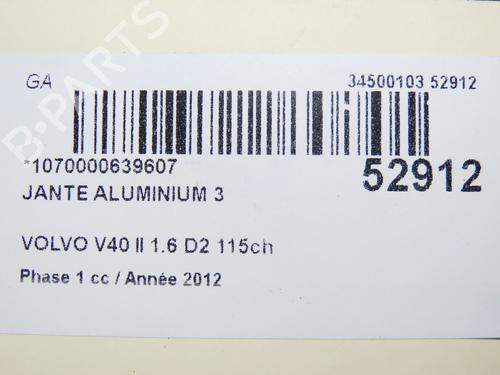 GA
34500103 52912
*1070000639607
52912
JANTE ALUMINIUM 3
VOLVO V40 II 1.6 D2 115ch
Phase 1 cc / Année 2012
B-PARTS